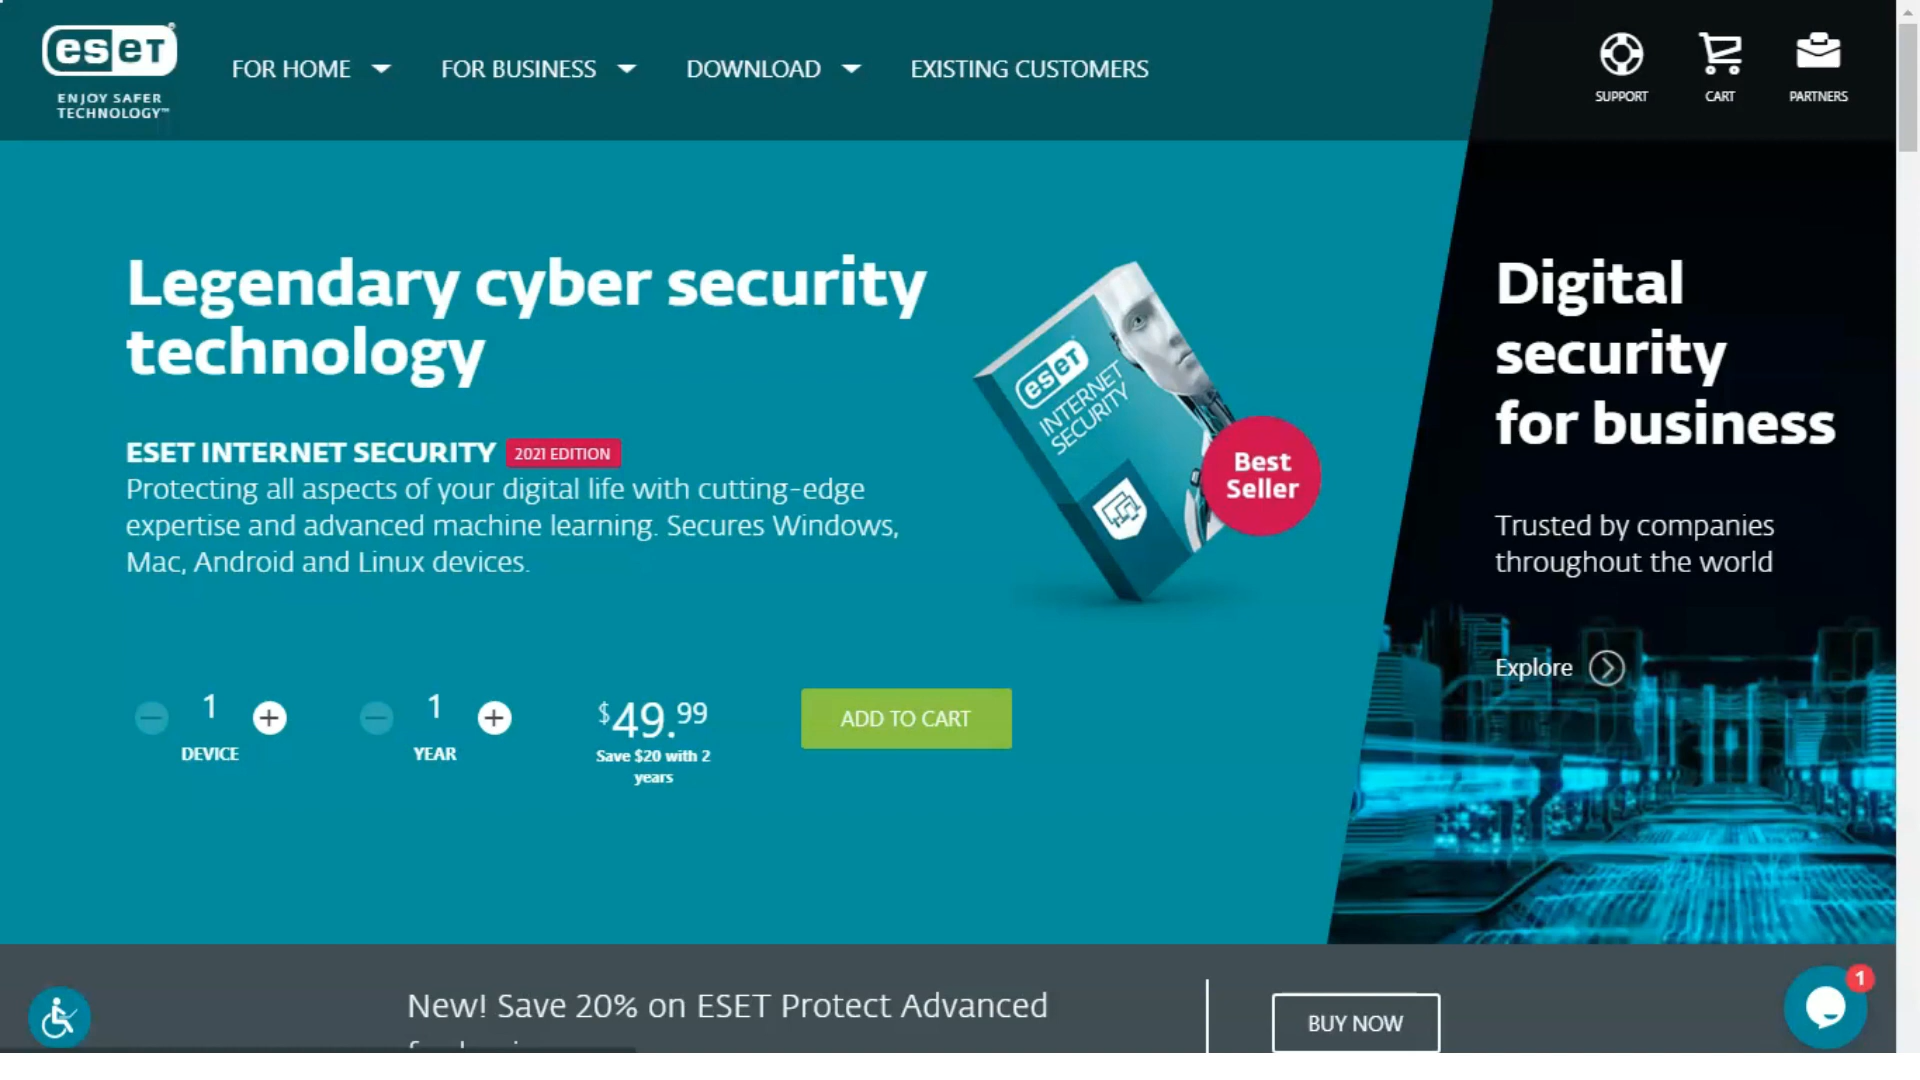 eset®
ENJOY SAFER
TECHNOLOGY™
FOR HOME
FOR BUSINESS
DOWNLOAD
EXISTING CUSTOMERS
SUPPORT
CART
PARTNERS
Legendary cyber security
technology
ESET INTERNET SECURITY 2021 EDITION
Protecting all aspects of your digital life with cutting-edge
expertise and advanced machine learning. Secures Windows,
Mac, Android and Linux devices.
1
DEVICE
1
YEAR
$49.99
Save $20 with 2
years
ADD TO CART
eset
INTERNET
SECURITY
Best
Seller
Digital
security
for business
Trusted by companies
throughout the world
Explore
New! Save 20% on ESET Protect Advanced
BUY NOW
1